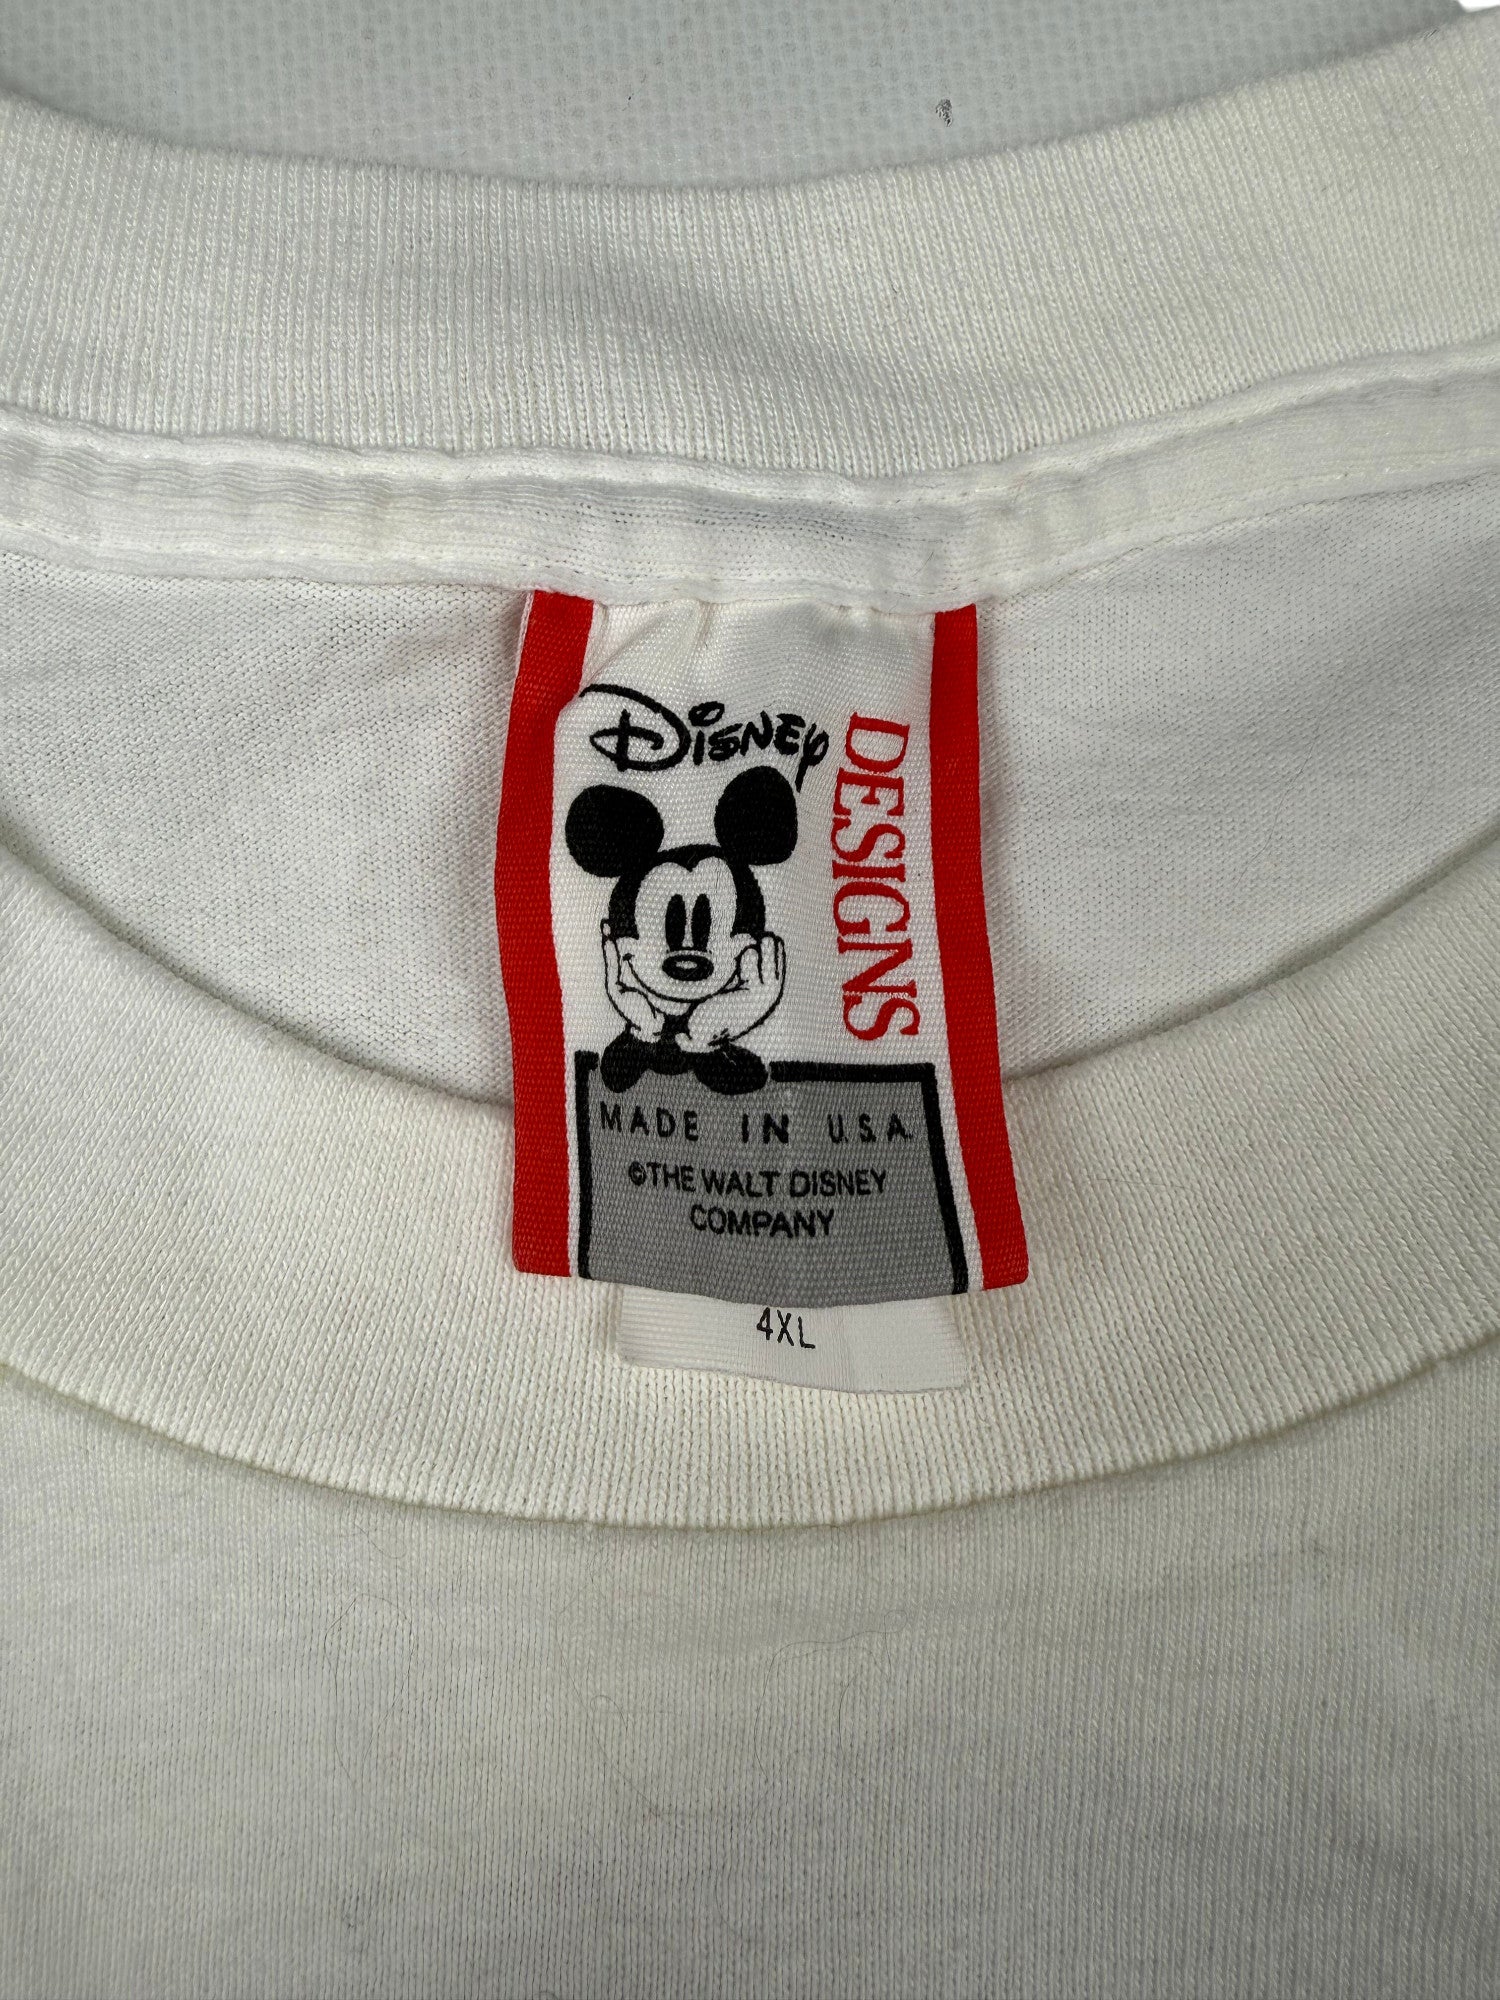 Disney
DESIGNS
MADE IN U.S.A.
©THE WALT DISNEY
COMPANY
4XL